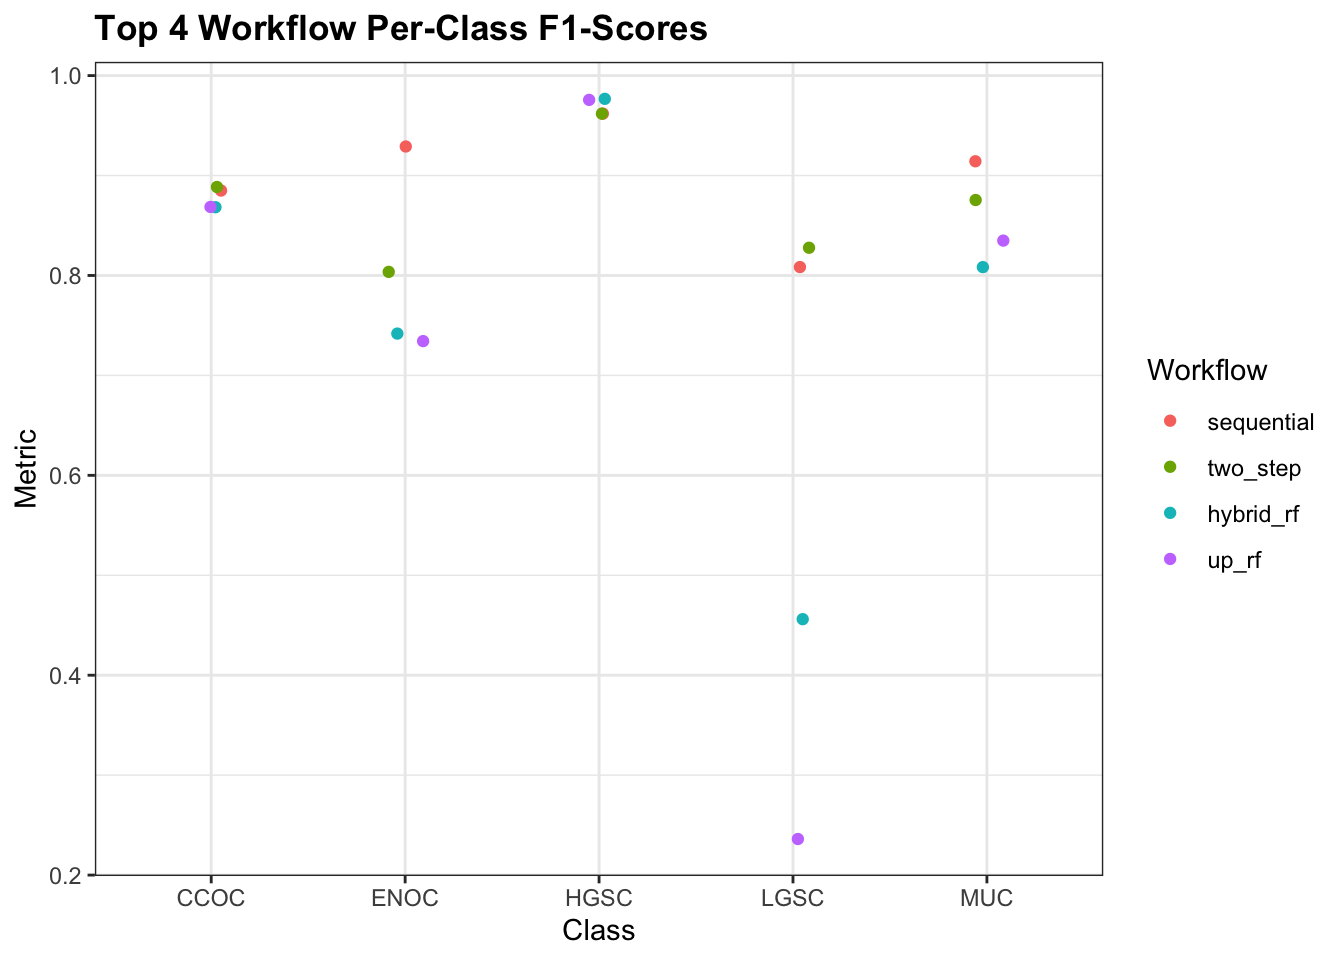 Top 4 Workflow Per-Class F1-Scores
1.0
0.8
0.6
0.4
0.2
Metric
CCOC ENOC HGSC LGSC MUC
Class
Workflow
sequential
two_step
hybrid_rf
up_rf